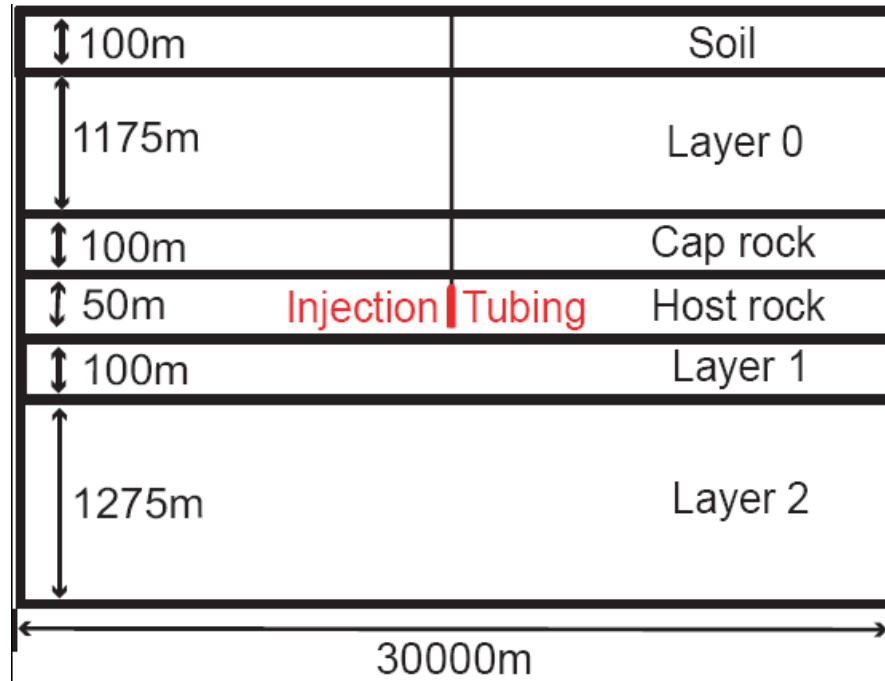 100m Soil
1175m Layer 0
100m Cap rock
50m Injection Tubing Host rock
100m Layer 1
1275m Layer 2
30000m